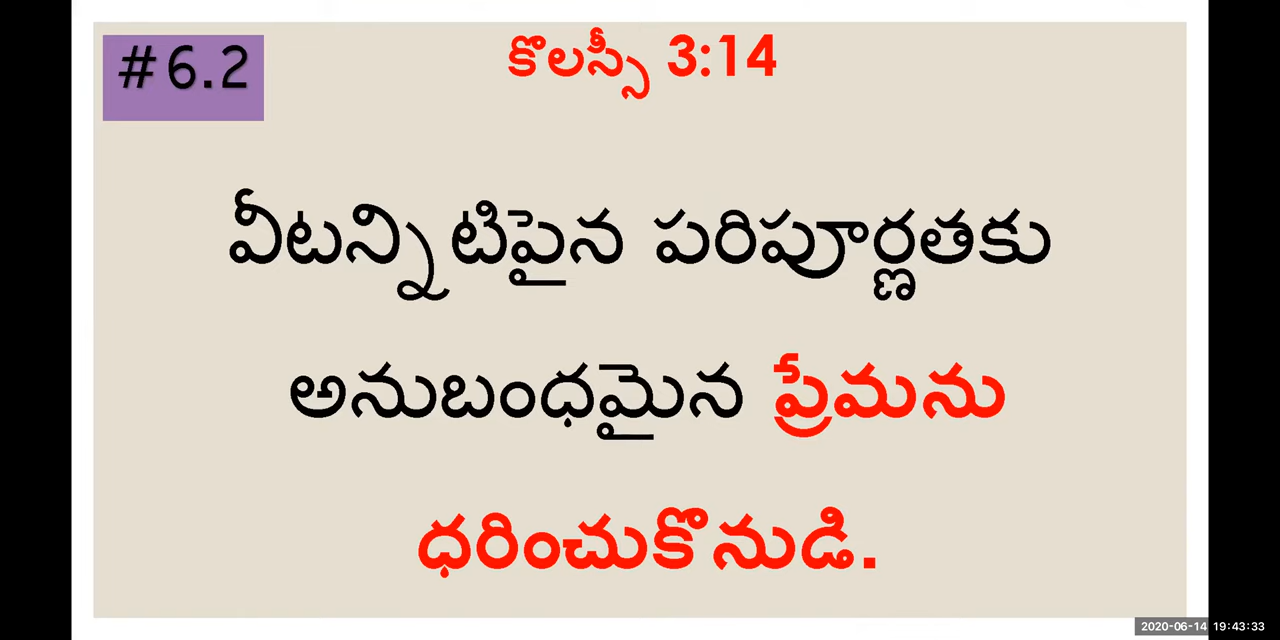 #6.2
కొలస్సీ 3:14
వీటన్నిటిపైన పరిపూర్ణతకు
అనుబంధమైన ప్రేమను
ధరించుకొనుడి.
2020-06-14 19:43:33